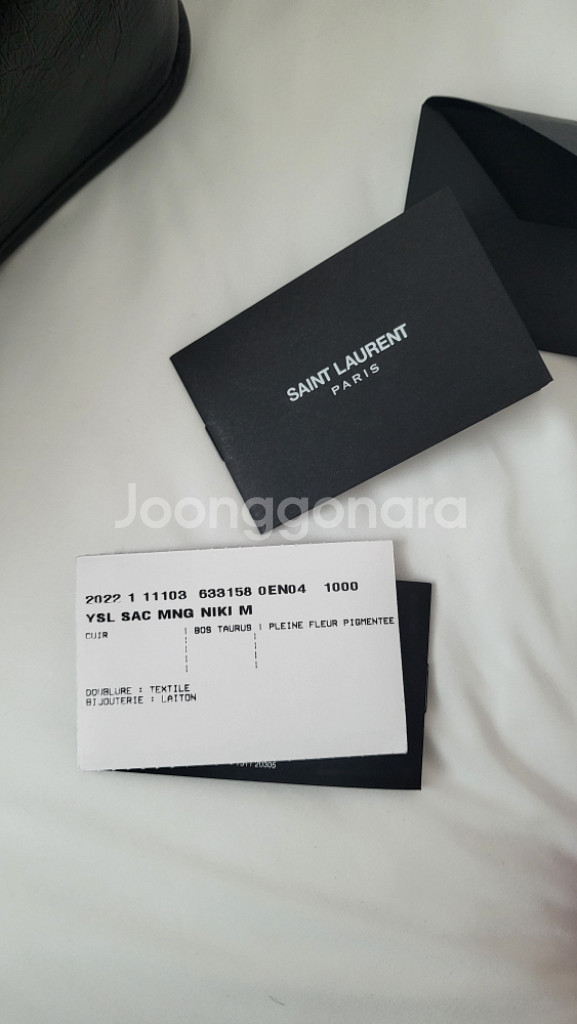 SAINT LAURENT
PARIS
Joonggonara
2022 1 11103 633158 0EN04 1000
YSL SAC MNG NIKI M
CUIR | BOS TAURUS | PLEINE FLEUR PIGMENTEE
DOUBLURE : TEXTILE
BIJOUTERIE : LAITON